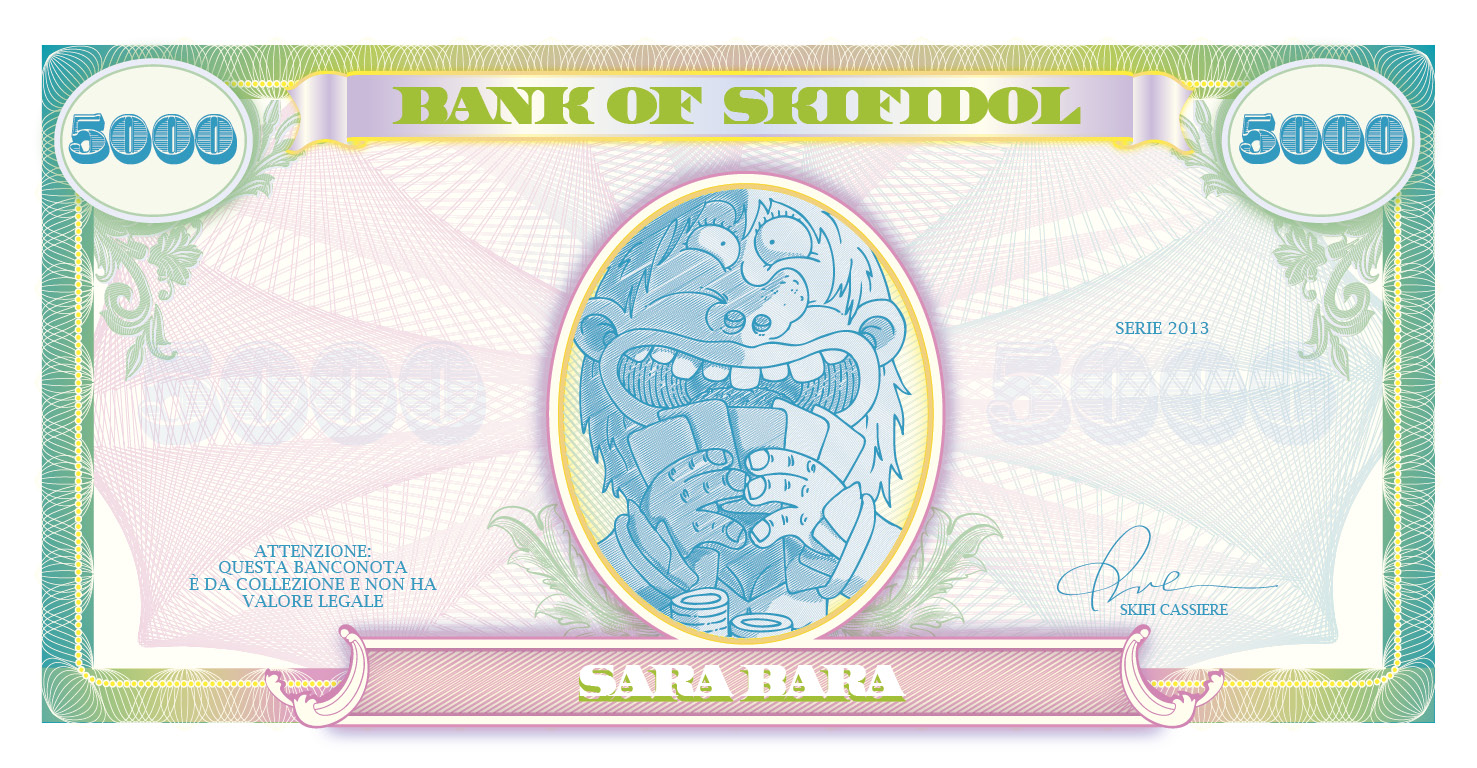 BANK OF SKIFIDOL
5000
5000
SERIE 2013
5000
5000
ATTENZIONE:
QUESTA BANCONOTA
È DA COLLEZIONE E NON HA
VALORE LEGALE
SKIFI CASSIERE
SARA BARA